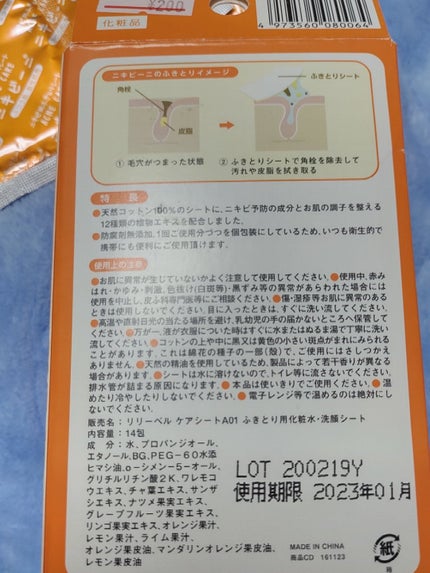 ¥200
化粧品
4 973560 080064
ニキピーニのふきとりイメージ
角栓
皮脂
ふきとりシート
① 毛穴がつまった状態
② ふきとりシートで角栓を除去して
汚れや皮脂を拭き取る
特長
●天然コットン100%のシートに、ニキビ予防の成分とお肌の調子を整える
12種類の植物エキスを配合しました。
●防腐剤無添加。1回ご使用分づつを個包装にしているため、いつも衛生的で
携帯にも便利にご使用頂けます。
使用上の注意
●お肌に異常が生じていないかよく注意して使用してください。●使用中、赤み
はれ・かゆみ・刺激、色抜け(白斑等)・黒ずみ等の異常があらわれた場合には
使用を中止し、皮ふ科専門医等にご相談ください。●傷・湿疹等お肌に異常のある
ときは使用しないでください。目に入ったときは、すぐに洗い流してください。
●高温や直射日光の当たる場所を避け、乳幼児の手の届かないところへ保管して
ください。●万が一、液が衣服についた時はすぐに水またはぬるま湯で丁寧に洗い
流してください。●コットンの上や中に黒又は黄色の小さい斑点がまれにみられる
ことがあります。これは綿花の種子の一部(殻)で、ご使用にはさしつかえ
ありません。●天然の精油を使用しているため、製品によって若干香りが異なる
場合があります。●シートは水に溶けないので、トイレ等に流さないでください。
排水管が詰まる原因になります。●本品は使いきりでご使用ください。●温
めたり冷やしたりしないでください。●電子レンジ等で温めるのは絶対にし
ないでください。
販売名:リリーベル ケアシートA01 ふきとり用化粧水・洗顔シート
内容量:14包
成分:水、プロパンジオール、
エタノール、BG、PEG-60水添
ヒマシ油、o-シメン-5-オール、
グリチルリチン酸2K、ワレモコ
ウエキス、チャ葉エキス、サンザ
シエキス、ナツメ果実エキス、
グレープフルーツ果実エキス、
リンゴ果実エキス、オレンジ果汁、
レモン果汁、ライム果汁、
オレンジ果皮油、マンダリンオレンジ果皮油、
レモン果皮油
LOT 200219Y
使用期限 2023年01月
MADE IN CHINA
商品CD 161123
紙
箱